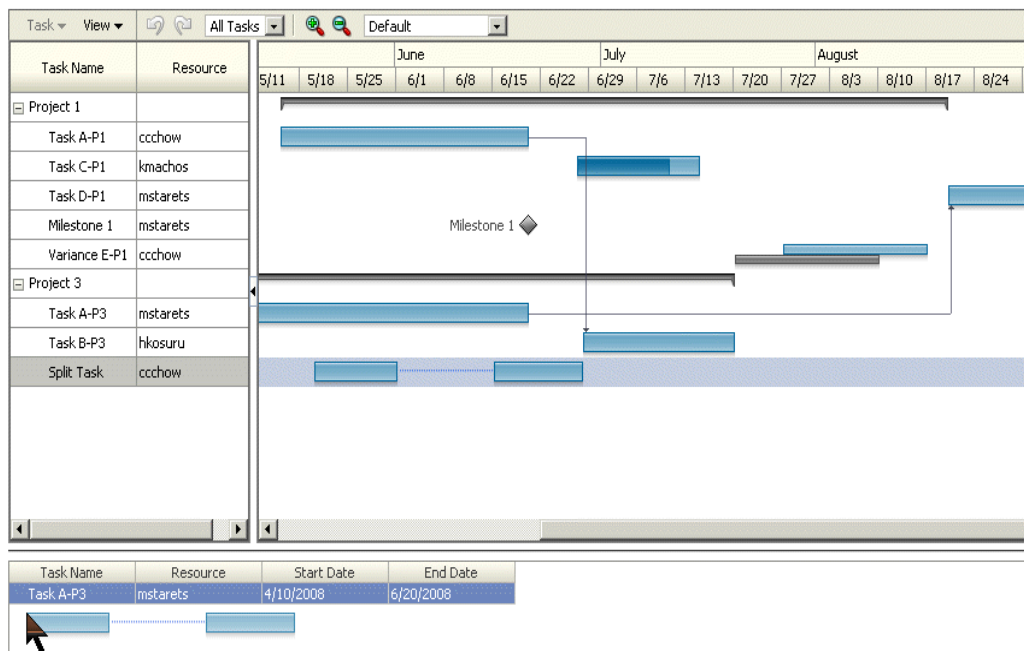 Task View All Tasks Default
Task Name Resource
June July August
5/11 5/18 5/25 6/1 6/8 6/15 6/22 6/29 7/6 7/13 7/20 7/27 8/3 8/10 8/17 8/24
Project 1
Task A-P1 ccchow
Task C-P1 kmachos
Task D-P1 mstarets
Milestone 1 mstarets Milestone 1
Variance E-P1 ccchow
Project 3
Task A-P3 mstarets
Task B-P3 hkosuru
Split Task ccchow
Task Name Resource Start Date End Date
Task A-P3 mstarets 4/10/2008 6/20/2008